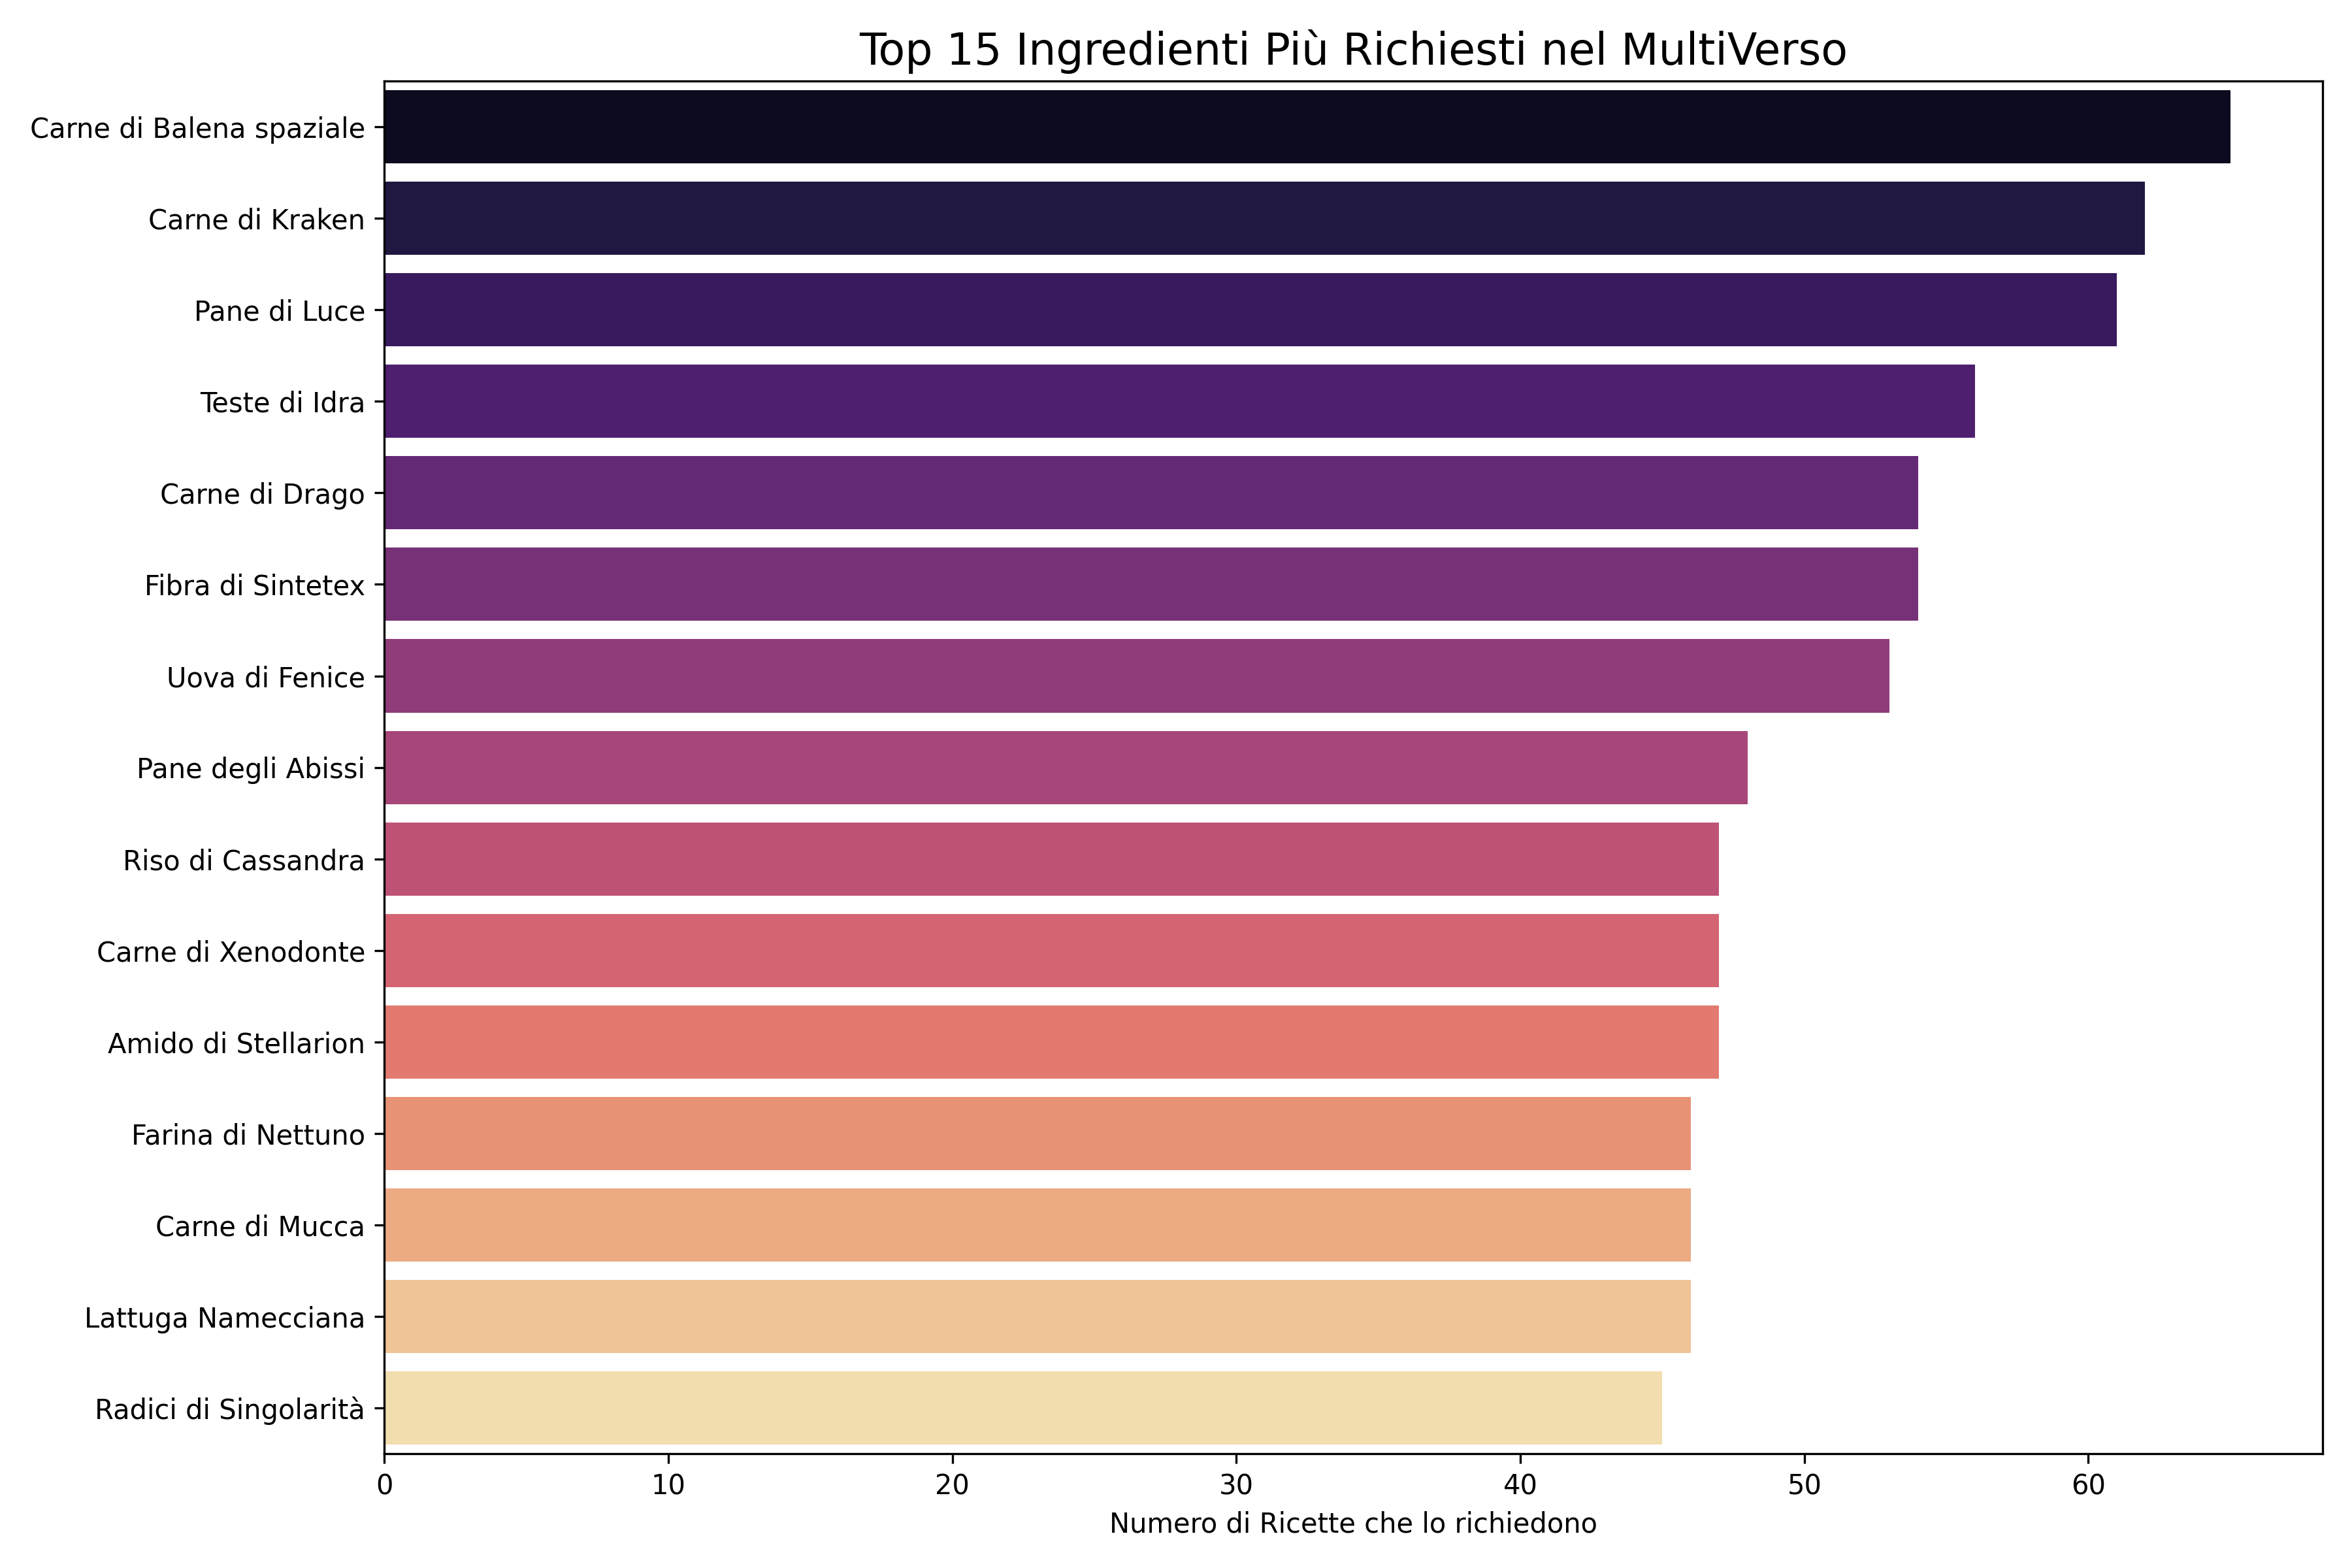 Top 15 Ingredienti Più Richiesti nel MultiVerso
Carne di Balena spaziale
Carne di Kraken
Pane di Luce
Teste di Idra
Carne di Drago
Fibra di Sintetex
Uova di Fenice
Pane degli Abissi
Riso di Cassandra
Carne di Xenodonte
Amido di Stellarion
Farina di Nettuno
Carne di Mucca
Lattuga Namecciana
Radici di Singolarità
0 10 20 30 40 50 60
Numero di Ricette che lo richiedono